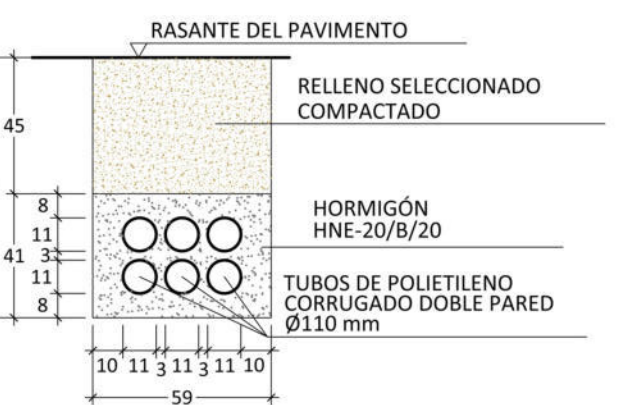 RASANTE DEL PAVIMENTO
RELLENO SELECCIONADO
COMPACTADO
45
8
11
3
11
8
41
HORMIGÓN
HNE-20/B/20
TUBOS DE POLIETILENO
CORRUGADO DOBLE PARED
Ø110 mm
10 11 3 11 3 11 10
59